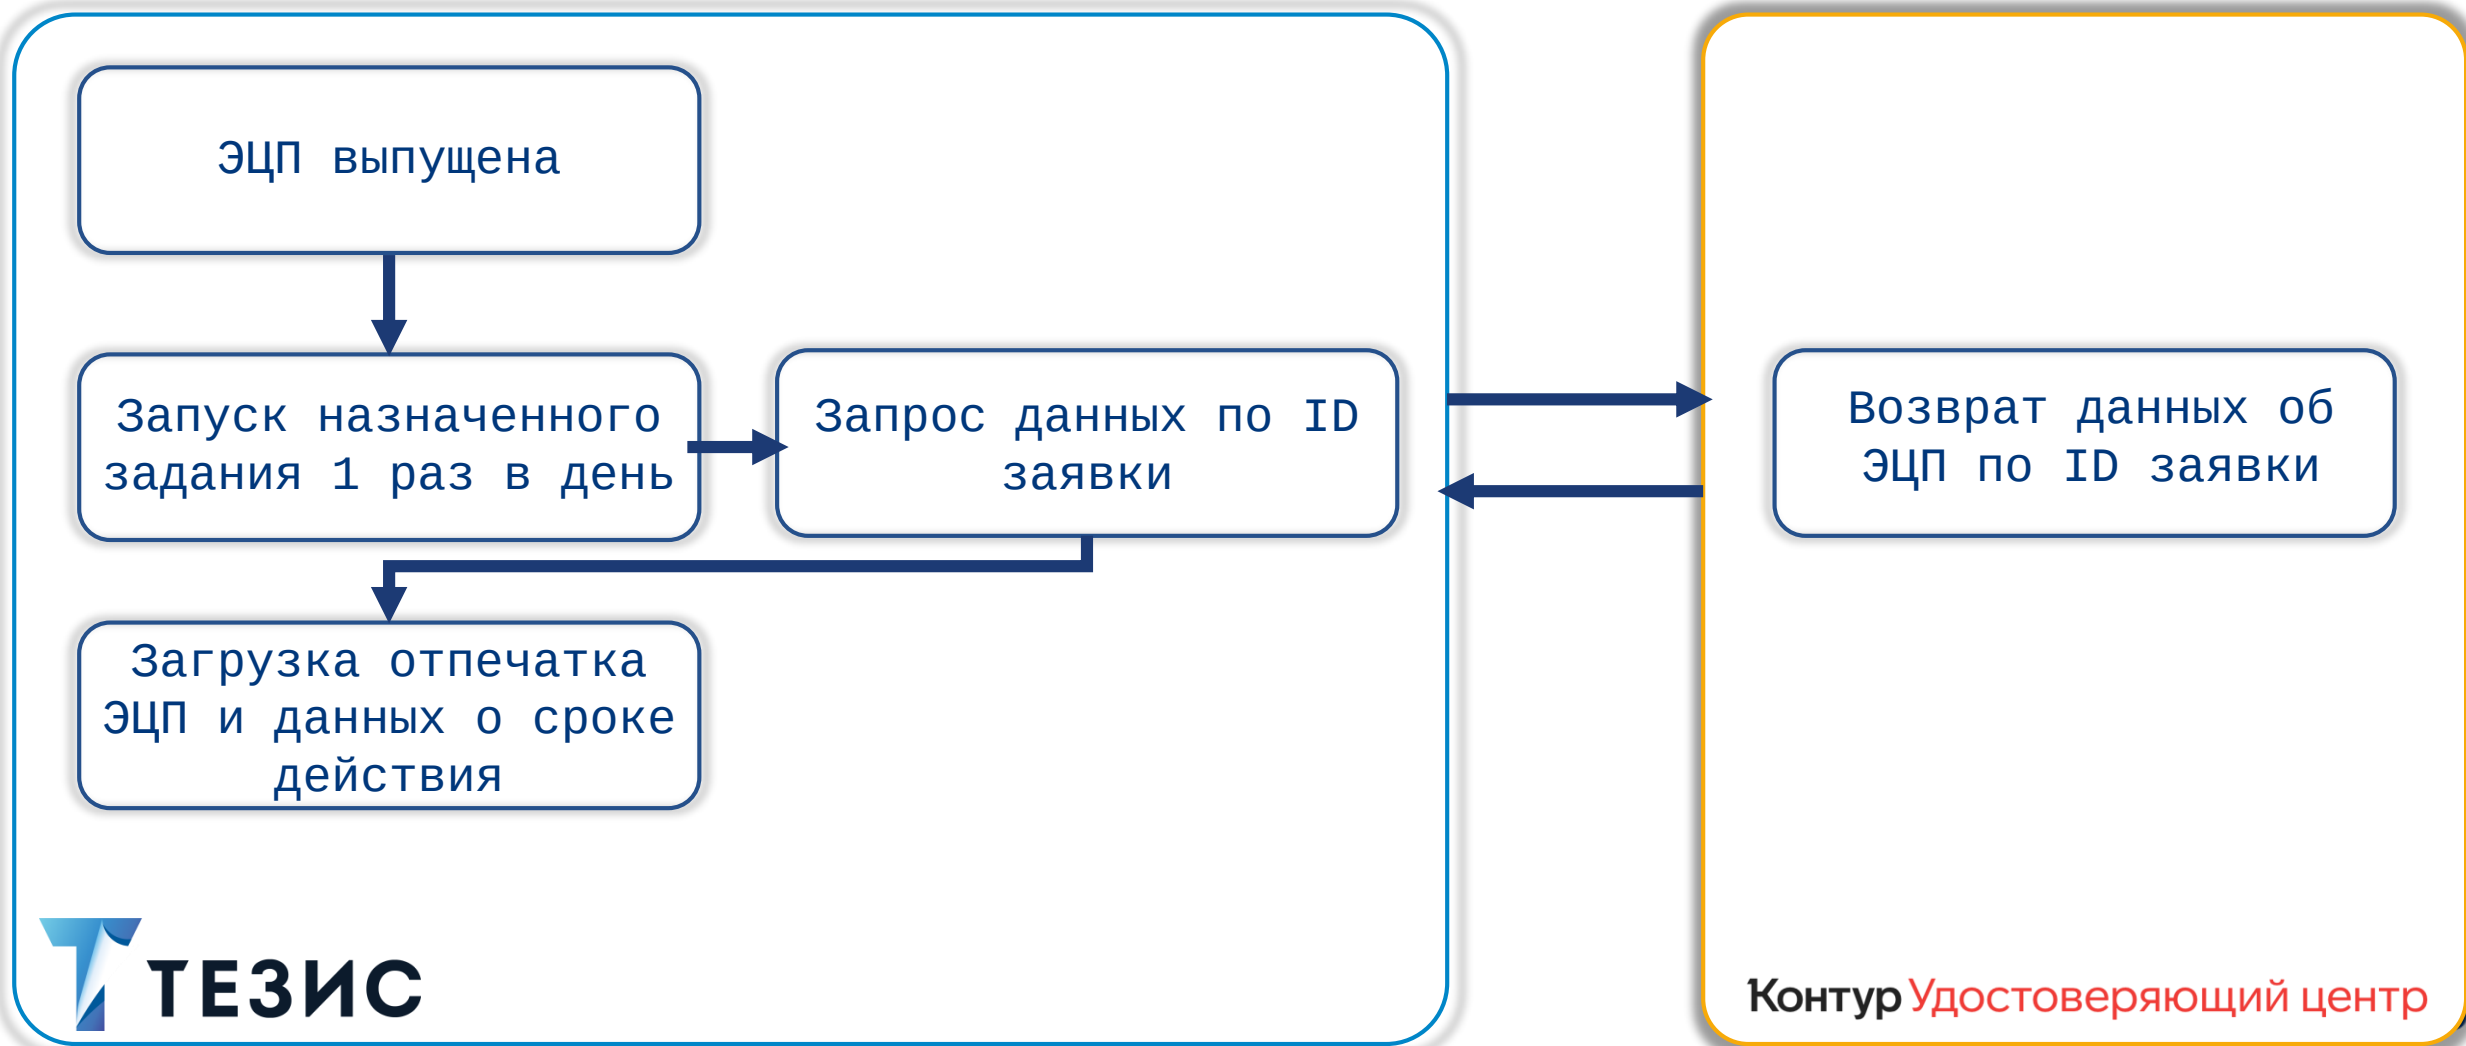 ЭЦП выпущена
Запуск назначенного
задания 1 раз в день
Запрос данных по ID
заявки
Возврат данных об
ЭЦП по ID заявки
Загрузка отпечатка
ЭЦП и данных о сроке
действия
ТЕЗИС
Контур Удостоверяющий центр